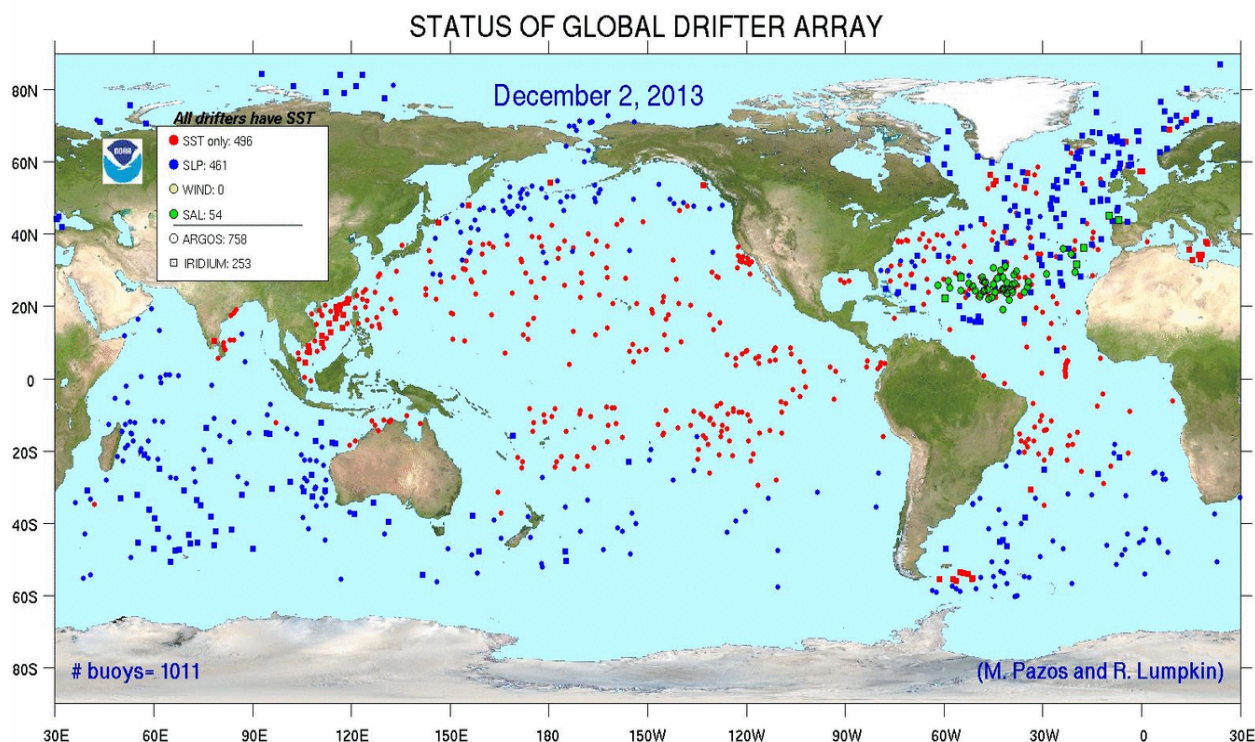 STATUS OF GLOBAL DRIFTER ARRAY
December 2, 2013
All drifters have SST
SST only: 496
SLP: 461
WIND: 0
SAL: 54
ARGOS: 758
IRIDIUM: 253
NOAA
80N
60N
40N
20N
0
20S
40S
60S
80S
# buoys= 1011
(M. Pazos and R. Lumpkin)
30E 60E 90E 120E 150E 180E 150W 120W 90W 60W 30W 0 30E